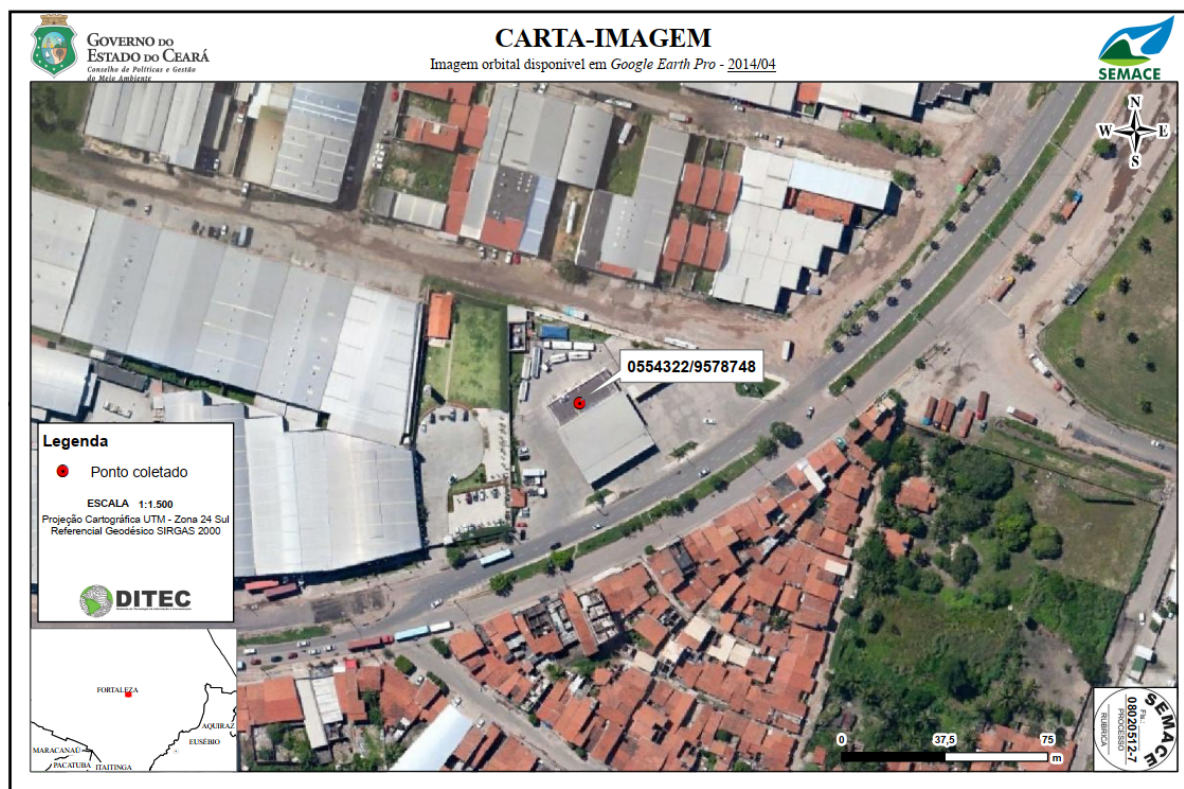 GOVERNO DO
ESTADO DO CEARÁ
Conselho de Políticas e Gestão
do Meio Ambiente
CARTA-IMAGEM
Imagem orbital disponível em Google Earth Pro - 2014/04
SEMACE
N
W E
S
0554322/9578748
Legenda
Ponto coletado
ESCALA 1:1.500
Projeção Cartográfica UTM - Zona 24 Sul
Referencial Geodésico SIRGAS 2000
DITEC
FORTALEZA
AQUIRAZ
EUSÉBIO
MARACANAÚ
PACATUBA
ITAITINGA
0 37,5 75
m
SEMACE
Fls.:
08020512-7
PROCESSO
RUBRICA